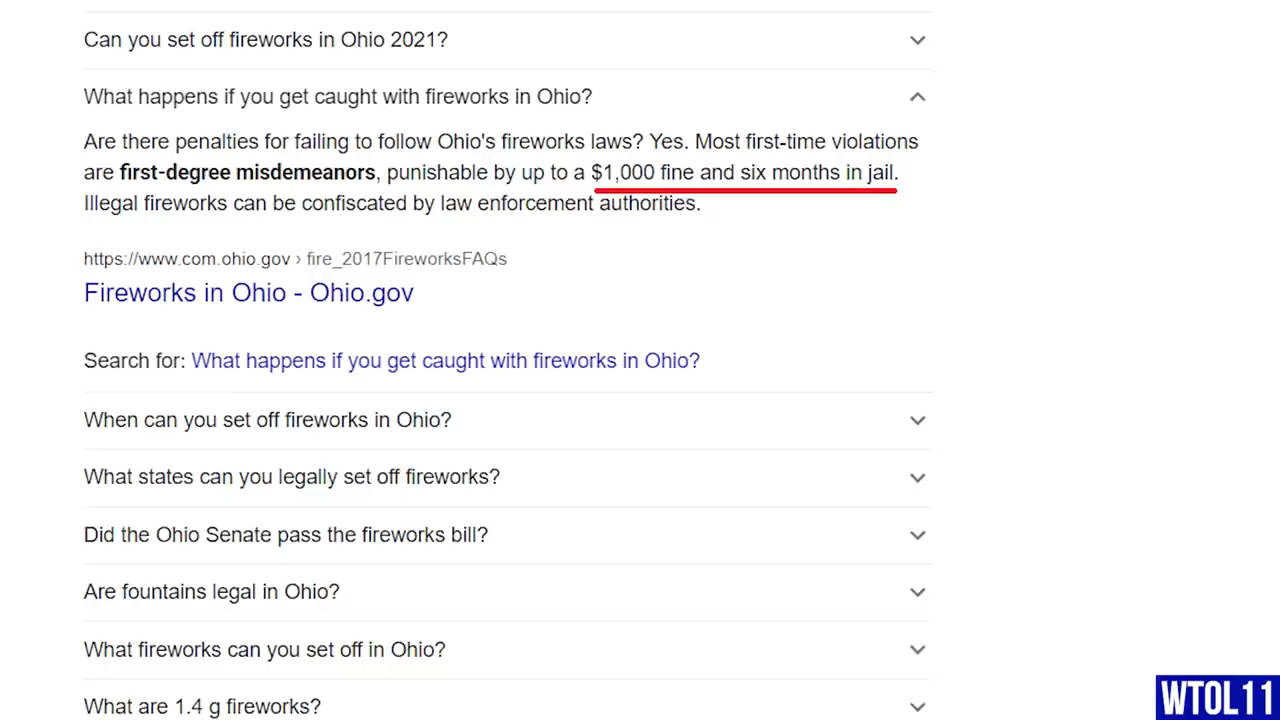 Can you set off fireworks in Ohio 2021?
What happens if you get caught with fireworks in Ohio?
Are there penalties for failing to follow Ohio's fireworks laws? Yes. Most first-time violations
are first-degree misdemeanors, punishable by up to a $1,000 fine and six months in jail.
Illegal fireworks can be confiscated by law enforcement authorities.
https://www.com.ohio.gov › fire_2017FireworksFAQs
Fireworks in Ohio - Ohio.gov
Search for: What happens if you get caught with fireworks in Ohio?
When can you set off fireworks in Ohio?
What states can you legally set off fireworks?
Did the Ohio Senate pass the fireworks bill?
Are fountains legal in Ohio?
What fireworks can you set off in Ohio?
What are 1.4 g fireworks?
WTOL11